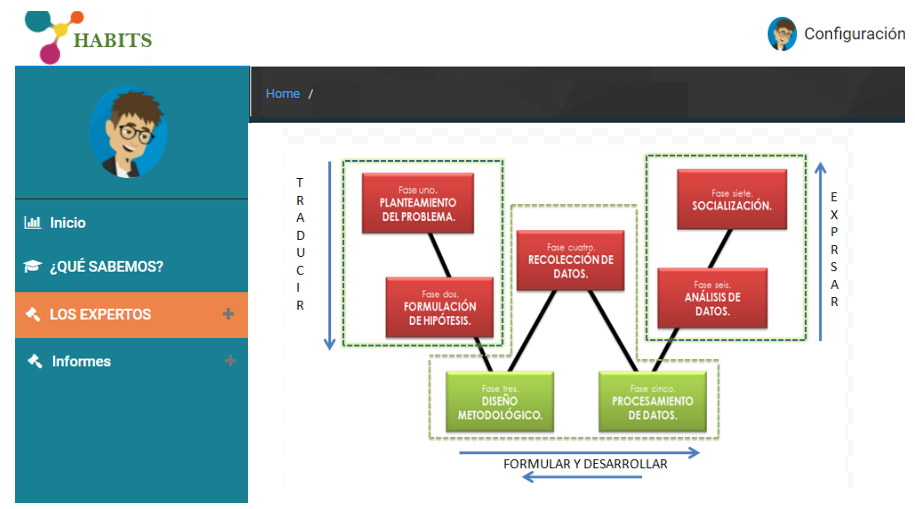 HABITS
Configuración
Home /
Inicio
¿QUÉ SABEMOS?
LOS EXPERTOS
Informes
TRADUCIR
Fase uno.
PLANTEAMIENTO
DEL PROBLEMA.
Fase dos.
FORMULACIÓN
DE HIPÓTESIS.
Fase tres.
DISEÑO
METODOLÓGICO.
Fase cuatro.
RECOLECCIÓN DE
DATOS.
Fase cinco.
PROCESAMIENTO
DE DATOS.
Fase seis.
ANÁLISIS DE
DATOS.
Fase siete.
SOCIALIZACIÓN.
EXPRSAR
FORMULAR Y DESARROLLAR